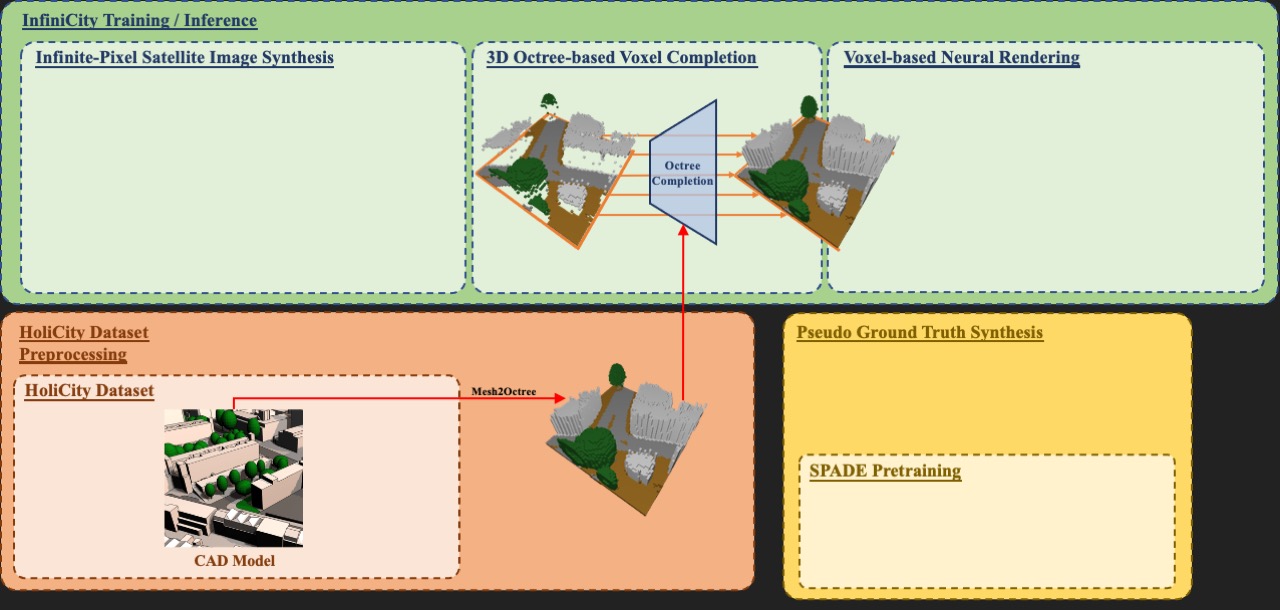 InfiniCity Training / Inference
Infinite-Pixel Satellite Image Synthesis
3D Octree-based Voxel Completion
Voxel-based Neural Rendering
Octree
Completion
HoliCity Dataset
Preprocessing
HoliCity Dataset
Mesh2Octree
CAD Model
Pseudo Ground Truth Synthesis
SPADE Pretraining